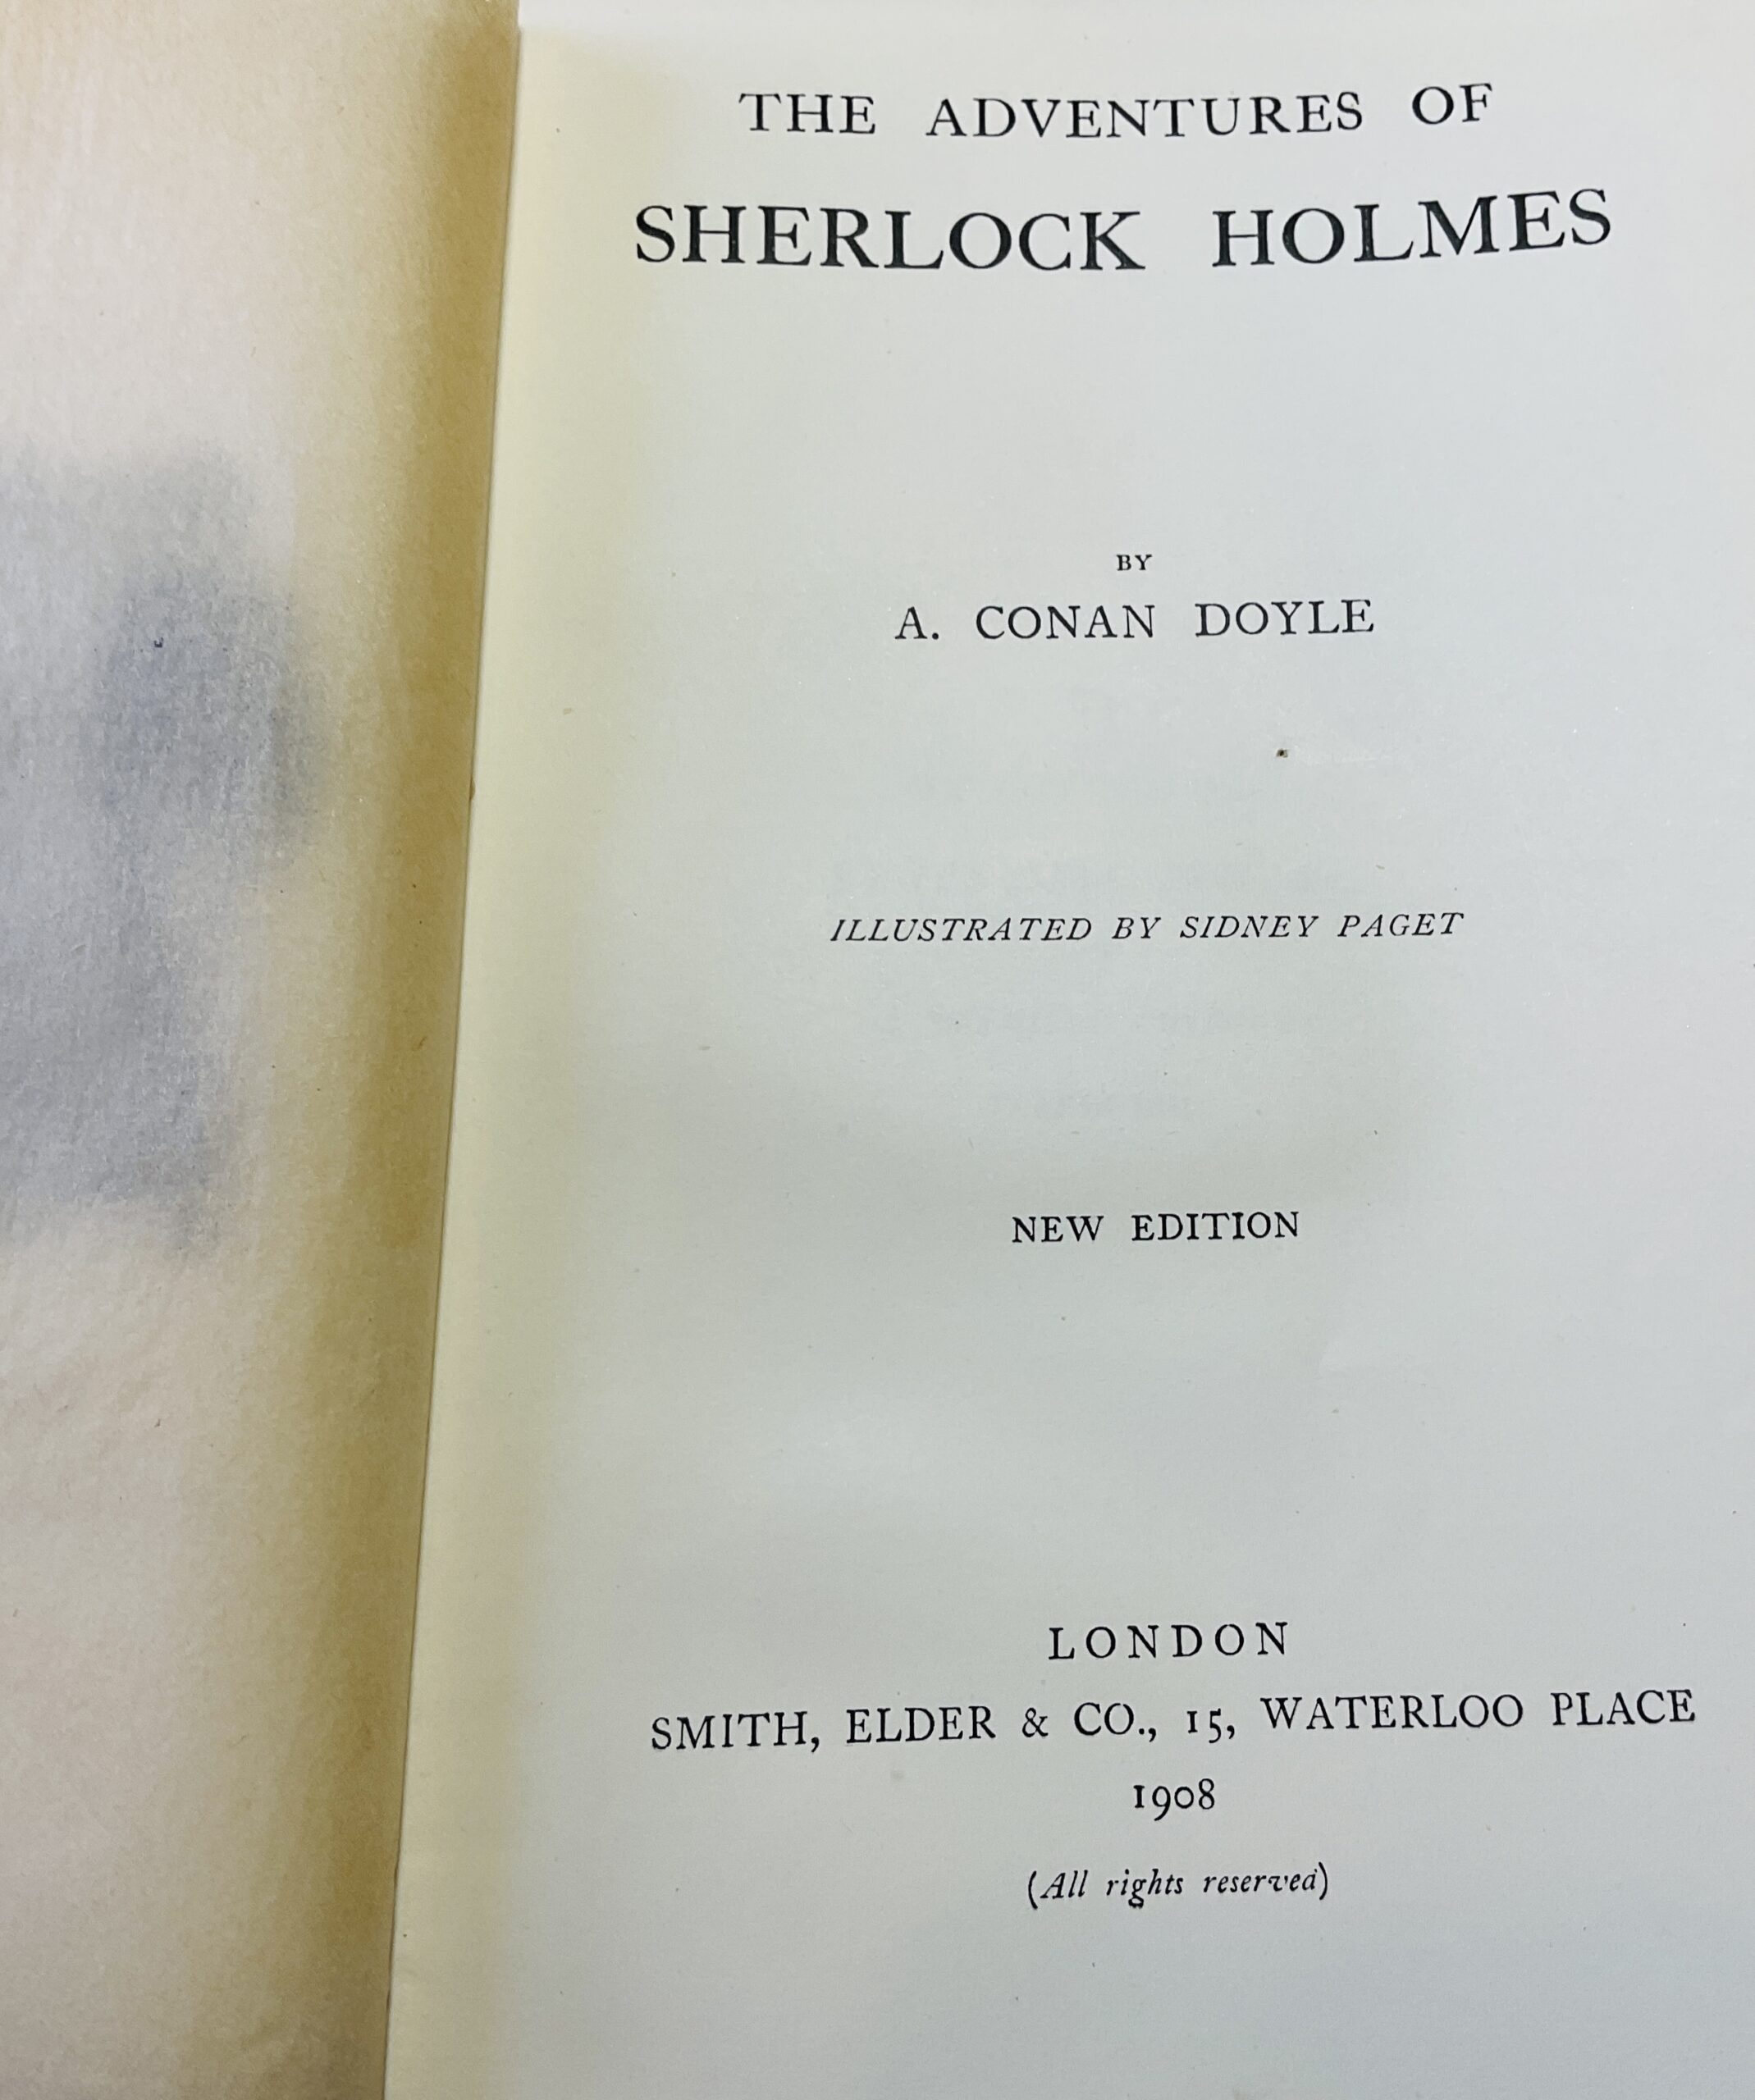 THE ADVENTURES OF
SHERLOCK HOLMES
BY
A. CONAN DOYLE
ILLUSTRATED BY SIDNEY PAGET
NEW EDITION
LONDON
SMITH, ELDER & CO., 15, WATERLOO PLACE
1908
(All rights reserved)